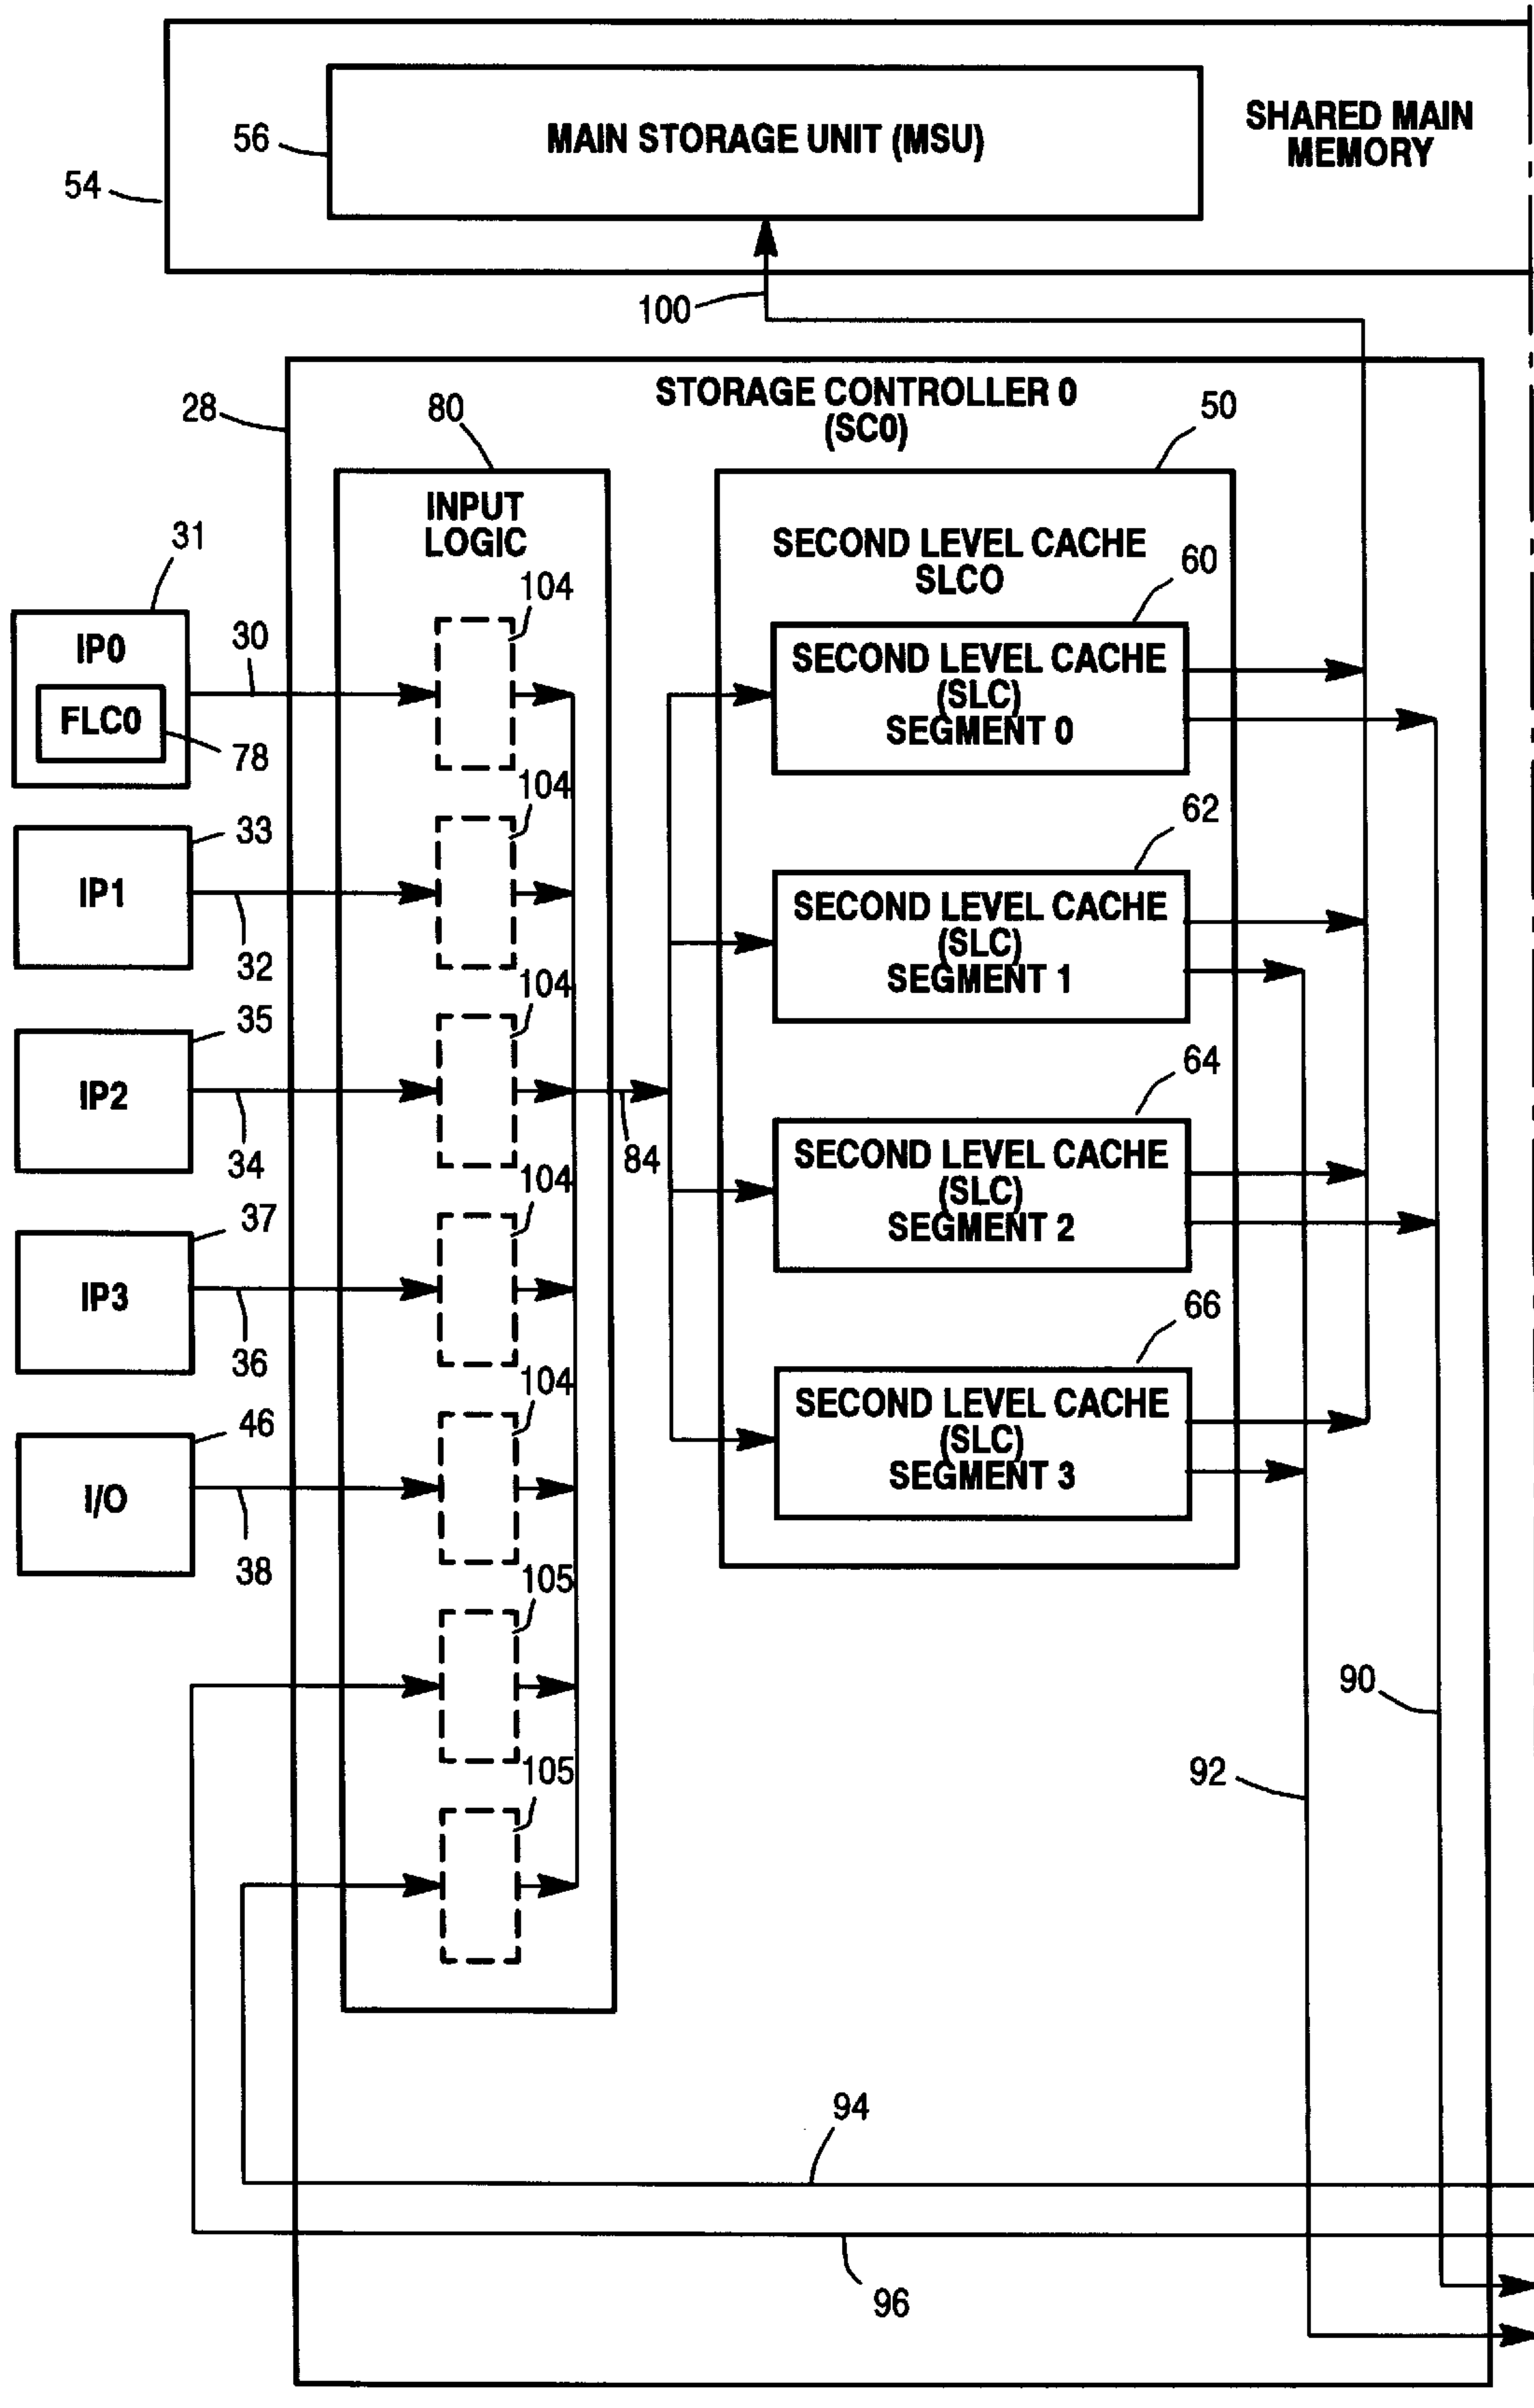 MAIN STORAGE UNIT (MSU)
SHARED MAIN
MEMORY
56
54
100
STORAGE CONTROLLER 0
(SC0)
28
80
50
INPUT
LOGIC
SECOND LEVEL CACHE
SLCO
31
IP0
FLC0
78
30
104
60
SECOND LEVEL CACHE
(SLC)
SEGMENT 0
33
IP1
32
104
62
SECOND LEVEL CACHE
(SLC)
SEGMENT 1
35
IP2
34
104
84
64
SECOND LEVEL CACHE
(SLC)
SEGMENT 2
37
IP3
36
104
66
SECOND LEVEL CACHE
(SLC)
SEGMENT 3
46
I/O
38
104
105
105
90
92
94
96